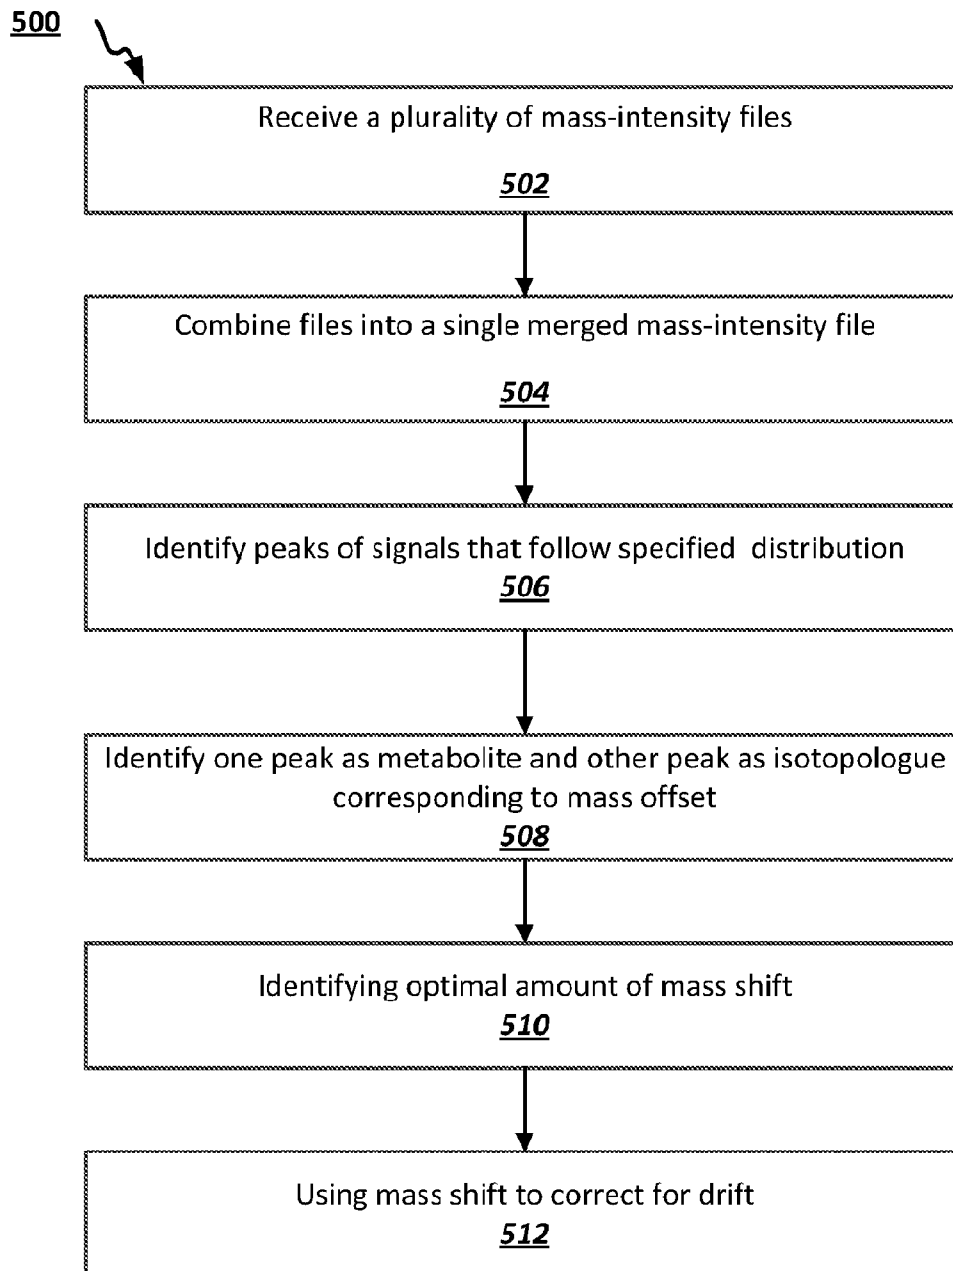 500
Receive a plurality of mass-intensity files
502
Combine files into a single merged mass-intensity file
504
Identify peaks of signals that follow specified distribution
506
Identify one peak as metabolite and other peak as isotopologue
corresponding to mass offset
508
Identifying optimal amount of mass shift
510
Using mass shift to correct for drift
512